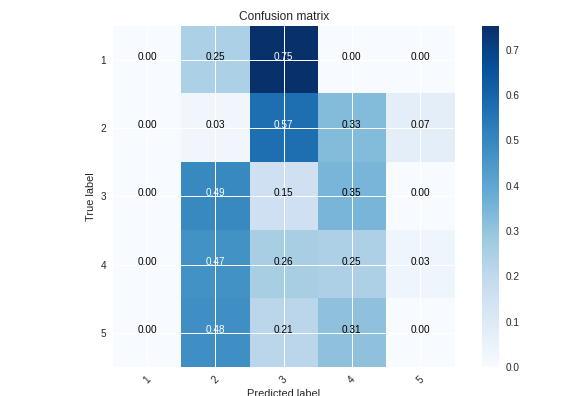 Confusion matrix
1 0.00 0.25 0.75 0.00 0.00
2 0.00 0.03 0.57 0.33 0.07
3 0.00 0.49 0.15 0.35 0.00
4 0.00 0.47 0.26 0.25 0.03
5 0.00 0.48 0.21 0.31 0.00
1 2 3 4 5
True label
Predicted label
0.7
0.6
0.5
0.4
0.3
0.2
0.1
0.0